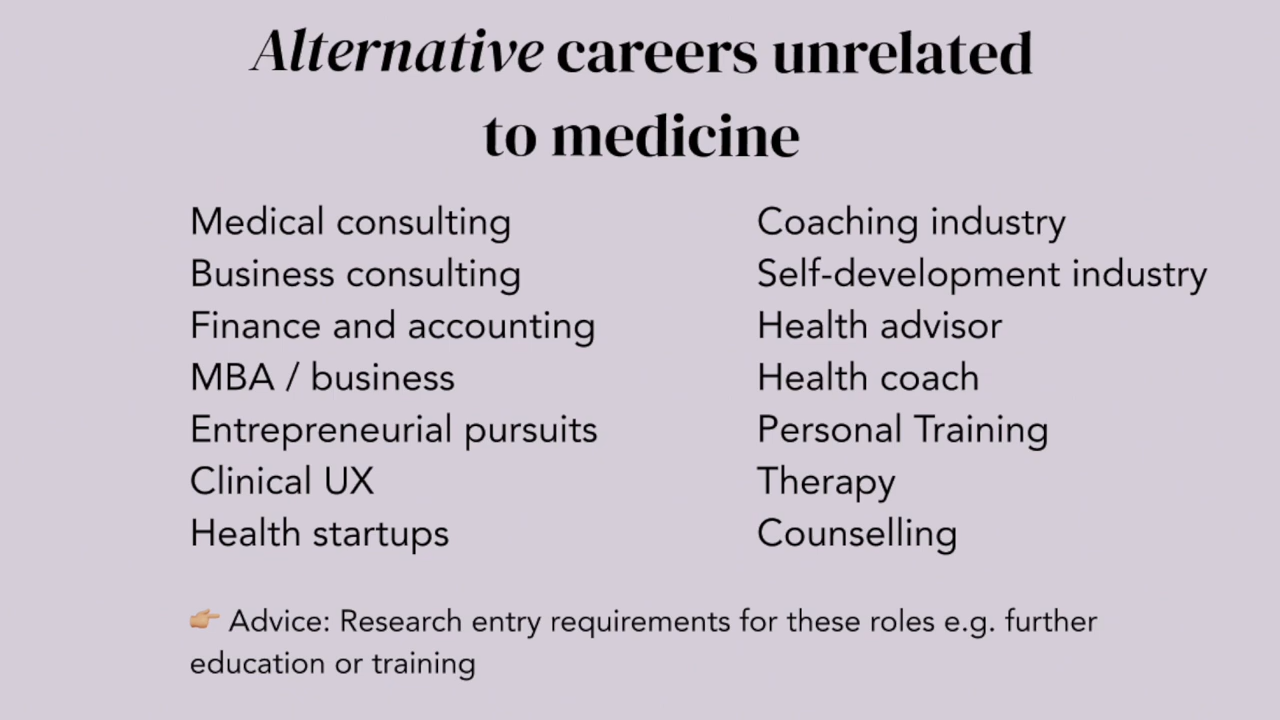 Alternative careers unrelated
to medicine
Medical consulting
Business consulting
Finance and accounting
MBA / business
Entrepreneurial pursuits
Clinical UX
Health startups
Coaching industry
Self-development industry
Health advisor
Health coach
Personal Training
Therapy
Counselling
👉🏼 Advice: Research entry requirements for these roles e.g. further
education or training